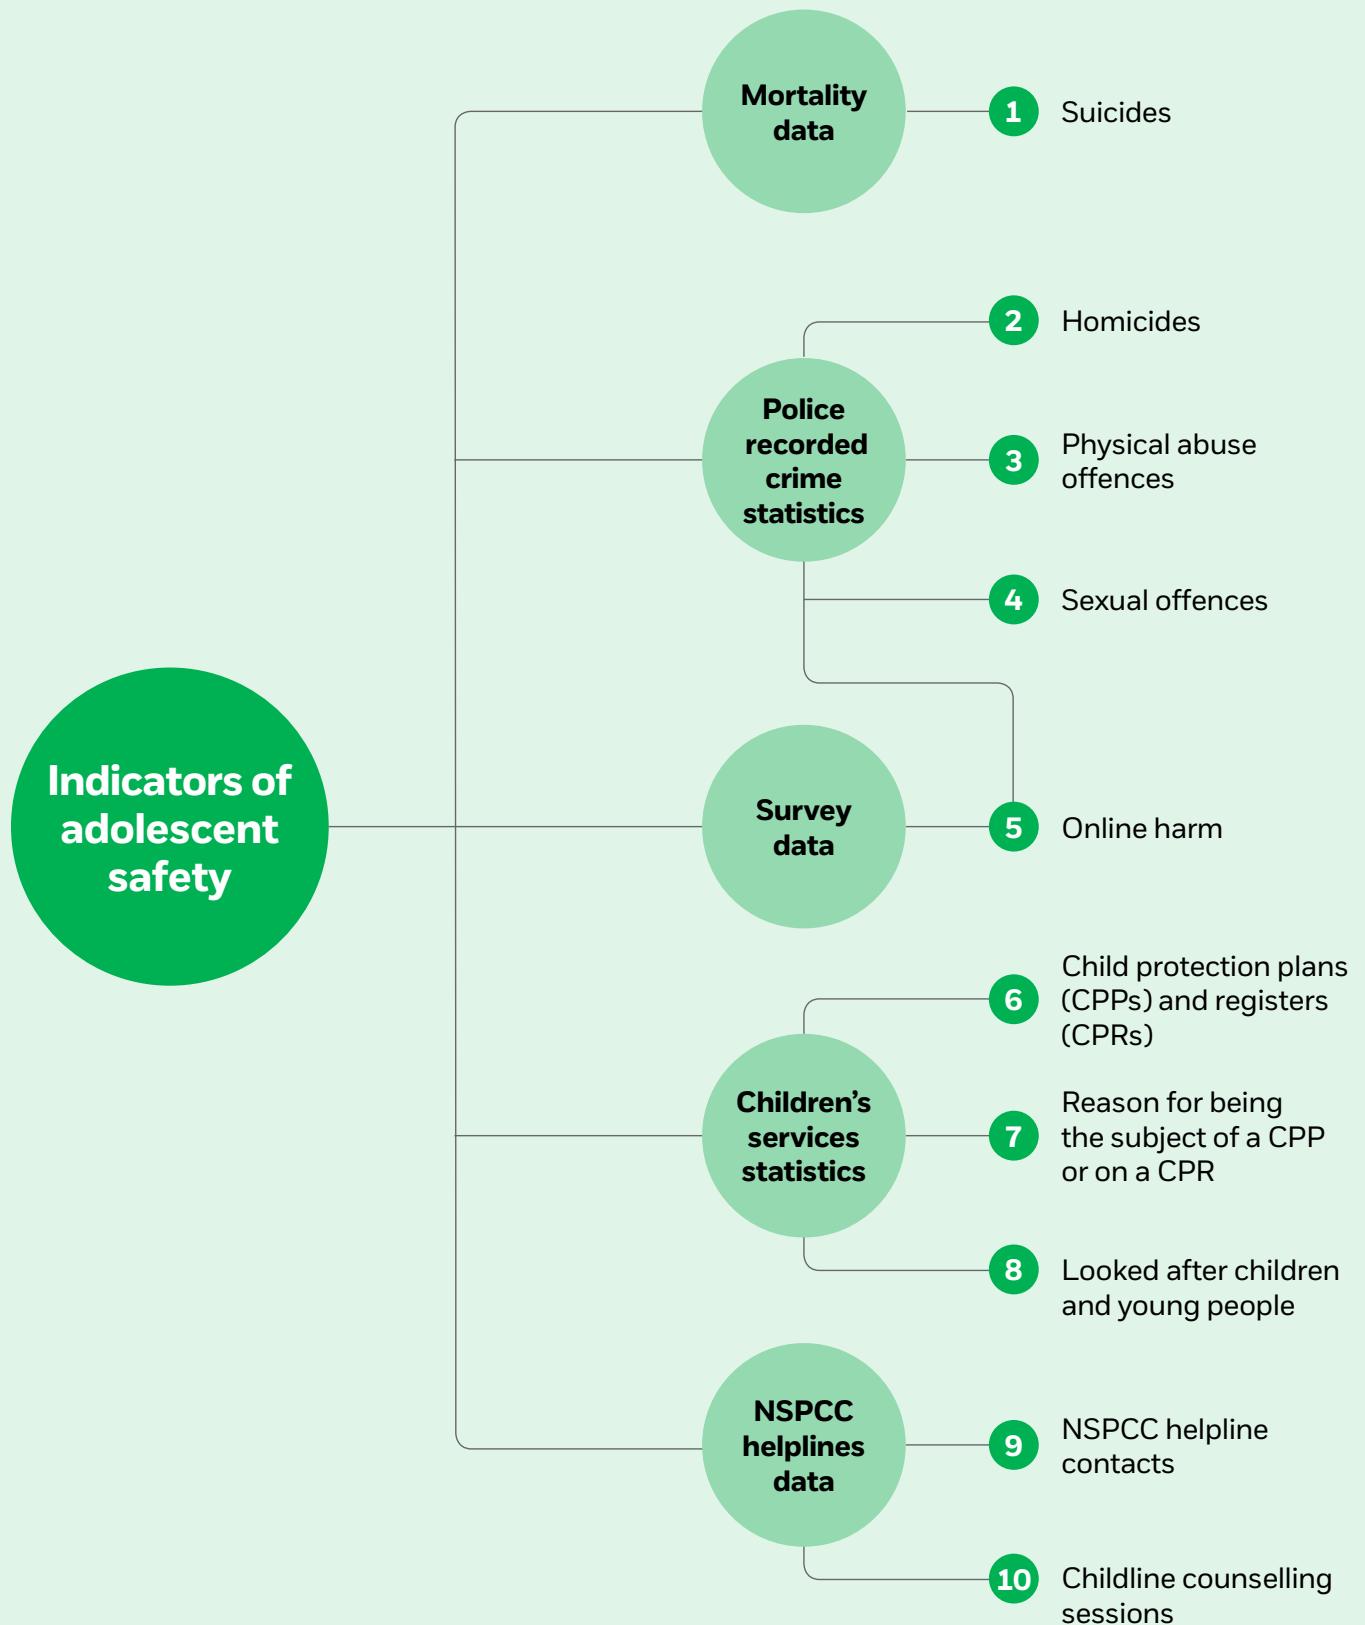 Indicators of
adolescent
safety
Mortality
data
1 Suicides
Police
recorded
crime
statistics
2 Homicides
3 Physical abuse
offences
4 Sexual offences
Survey
data
5 Online harm
Children’s
services
statistics
6 Child protection plans
(CPPs) and registers
(CPRs)
7 Reason for being
the subject of a CPP
or on a CPR
8 Looked after children
and young people
NSPCC
helplines
data
9 NSPCC helpline
contacts
10 Childline counselling
sessions